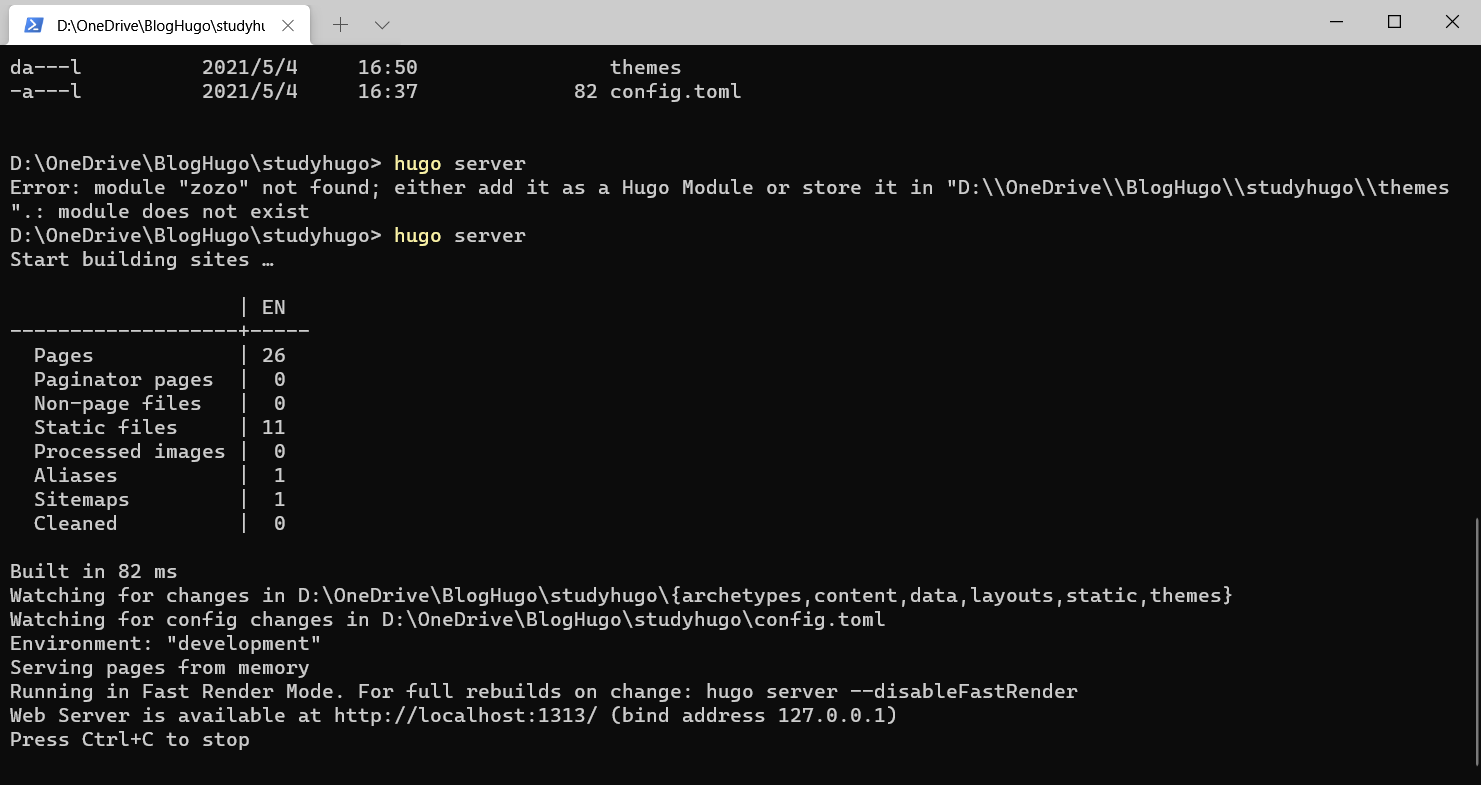 D:\OneDrive\BlogHugo\studyhu
da---l          2021/5/4     16:50                themes
-a---l          2021/5/4     16:37             82 config.toml
D:\OneDrive\BlogHugo\studyhugo> hugo server
Error: module "zozo" not found; either add it as a Hugo Module or store it in "D:\\OneDrive\\BlogHugo\\studyhugo\\themes
".: module does not exist
D:\OneDrive\BlogHugo\studyhugo> hugo server
Start building sites …
                   | EN
-------------------+-----
  Pages            | 26
  Paginator pages  |  0
  Non-page files   |  0
  Static files     | 11
  Processed images |  0
  Aliases          |  1
  Sitemaps         |  1
  Cleaned          |  0
Built in 82 ms
Watching for changes in D:\OneDrive\BlogHugo\studyhugo\{archetypes,content,data,layouts,static,themes}
Watching for config changes in D:\OneDrive\BlogHugo\studyhugo\config.toml
Environment: "development"
Serving pages from memory
Running in Fast Render Mode. For full rebuilds on change: hugo server --disableFastRender
Web Server is available at http://localhost:1313/ (bind address 127.0.0.1)
Press Ctrl+C to stop